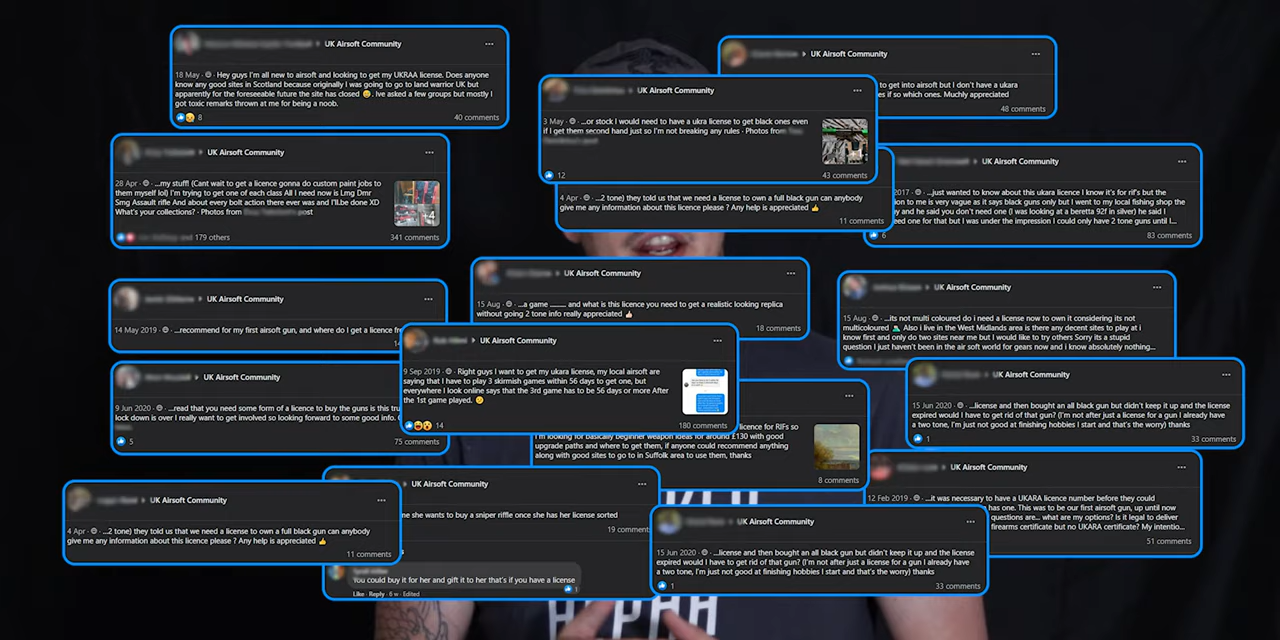 UK Airsoft Community
18 May · ... Hey guys I'm all new to airsoft and looking to get my UKRAA license. Does anyone
know any good sites in Scotland because originally I was going to go to land warrior UK but
apparently for the foreseeable future the site has closed 😢. Ive asked a few groups but mostly I
got toxic remarks thrown at me for being a noob.
8
40 comments
UK Airsoft Community
to get into airsoft but I don't have a ukara
es if so which ones. Muchly appreciated
48 comments
UK Airsoft Community
3 May · ...or stock I would need to have a ukra license to get black ones even
if I get them second hand just so I'm not breaking any rules · Photos from
post
12
43 comments
4 Apr · ...2 tone) they told us that we need a license to own a full black gun can anybody
give me any information about this licence please ? Any help is appreciated 👍
11 comments
UK Airsoft Community
28 Apr · ...my stuff! (Cant wait to get a licence gonna do custom paint jobs to
them myself lol) I'm trying to get one of each class All I need now is Lmg Dmr
Smg Assault rifle And about every bolt action there ever was and I'll.be done XD
What's your collections? · Photos from post
4
and 179 others
341 comments
UK Airsoft Community
2017 · ...just wanted to know about this ukara licence I know it's for rif's but the
ion to me is very vague as it says black guns only but I went to my local fishing shop the
y and he said you don't need one (I was looking at a beretta 92f in silver) he said I
eed one for that but I was under the impression I could only have 2 tone guns until I...
6
83 comments
UK Airsoft Community
15 Aug · ...a game ........ and what is this licence you need to get a realistic looking replica
without going 2 tone info really appreciated 👍
18 comments
UK Airsoft Community
15 Aug · ...its not multi coloured do i need a license now to own it considering its not
multicoloured Also i live in the West Midlands area is there any decent sites to play at i
know first and only do two sites near me but I would like to try others Sorry its a stupid
question I just haven't been in the air soft world for gears now and i know absolutely nothing...
UK Airsoft Community
14 May 2019 · ...recommend for my first airsoft gun, and where do I get a licence fr
UK Airsoft Community
9 Sep 2019 · Right guys I want to get my ukara license, my local airsoft are
saying that I have to play 3 skirmish games within 56 days to get one, but
everywhere I look online says that the 3rd game has to be 56 days or more After
the 1st game played.
14
180 comments
UK Airsoft Community
9 Jun 2020 · ...read that you need some form of a licence to buy the guns is this tru
lock down is over I really want to get involved so looking forward to some good info.
5
75 comments
licence for RIFs so
I'm looking for basically beginner weapon ideas for around £130 with good
upgrade paths and where to get them, if anyone could recommend anything
along with good sites to go to in Suffolk area to use them, thanks
8 comments
UK Airsoft Community
15 Jun 2020 · ...license and then bought an all black gun but didn't keep it up and the license
expired would I have to get rid of that gun? (I'm not after just a license for a gun I already have
a two tone, I'm just not good at finishing hobbies I start and that's the worry) thanks
1
33 comments
UK Airsoft Community
12 Feb 2019 · ...it was necessary to have a UKARA licence number before they could
has one. This was to be our first airsoft gun, up until now
questions are... what are my options? Is it legal to deliver
firearms certificate but no UKARA certificate? My intentio...
51 comments
UK Airsoft Community
me she wants to buy a sniper riffle once she has her license sorted
19 comments
You could buy it for her and gift it to her that's if you have a license
1
Like · Reply · 6 w · Edited
UK Airsoft Community
4 Apr · ...2 tone) they told us that we need a license to own a full black gun can anybody
give me any information about this licence please ? Any help is appreciated 👍
11 comments
UK Airsoft Community
15 Jun 2020 · ...license and then bought an all black gun but didn't keep it up and the license
expired would I have to get rid of that gun? (I'm not after just a license for a gun I already have
a two tone, I'm just not good at finishing hobbies I start and that's the worry) thanks
1
33 comments